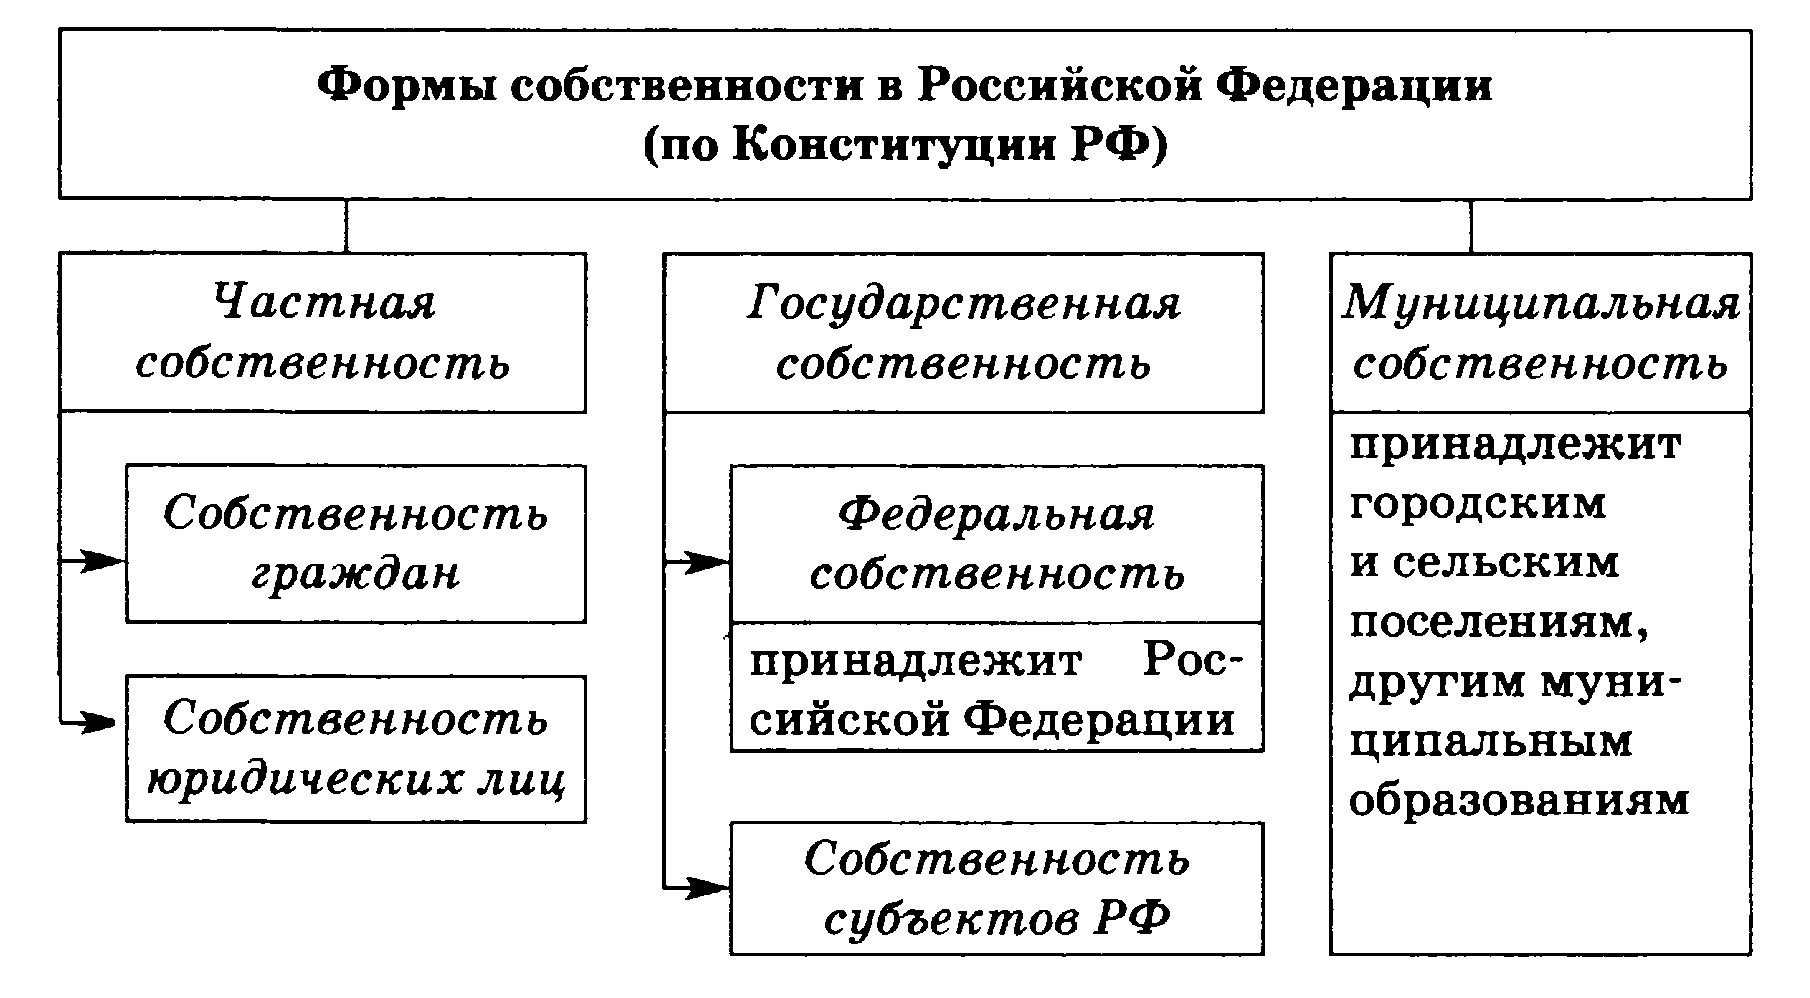 Формы собственности в Российской Федерации
(по Конституции РФ)
Частная
собственность
Собственность
граждан
Собственность
юридических лиц
Государственная
собственность
Федеральная
собственность
принадлежит Рос-
сийской Федерации
Собственность
субъектов РФ
Муниципальная
собственность
принадлежит
городским
и сельским
поселениям,
другим муни-
ципальным
образованиям